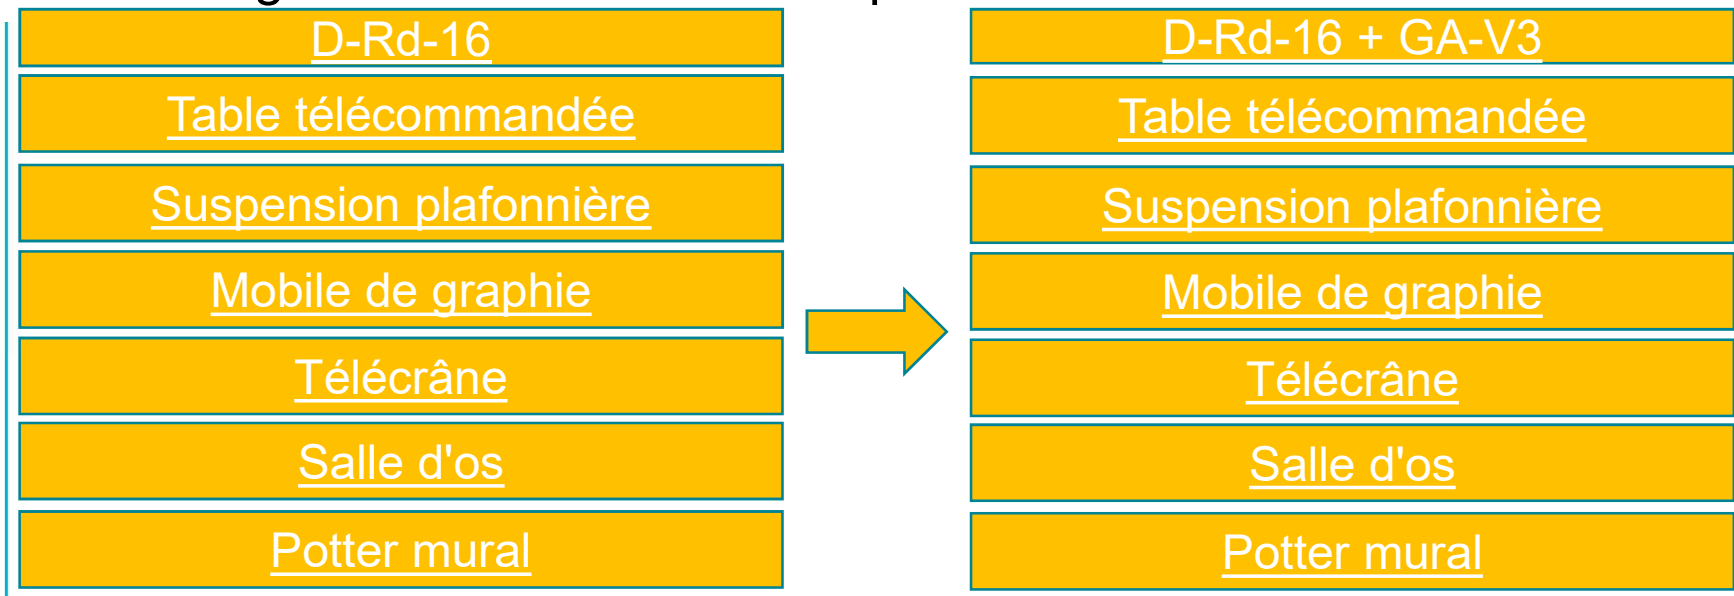 D-Rd-16
Table télécommandée
Suspension plafonnière
Mobile de graphie
Télécrâne
Salle d'os
Potter mural
D-Rd-16 + GA-V3
Table télécommandée
Suspension plafonnière
Mobile de graphie
Télécrâne
Salle d'os
Potter mural